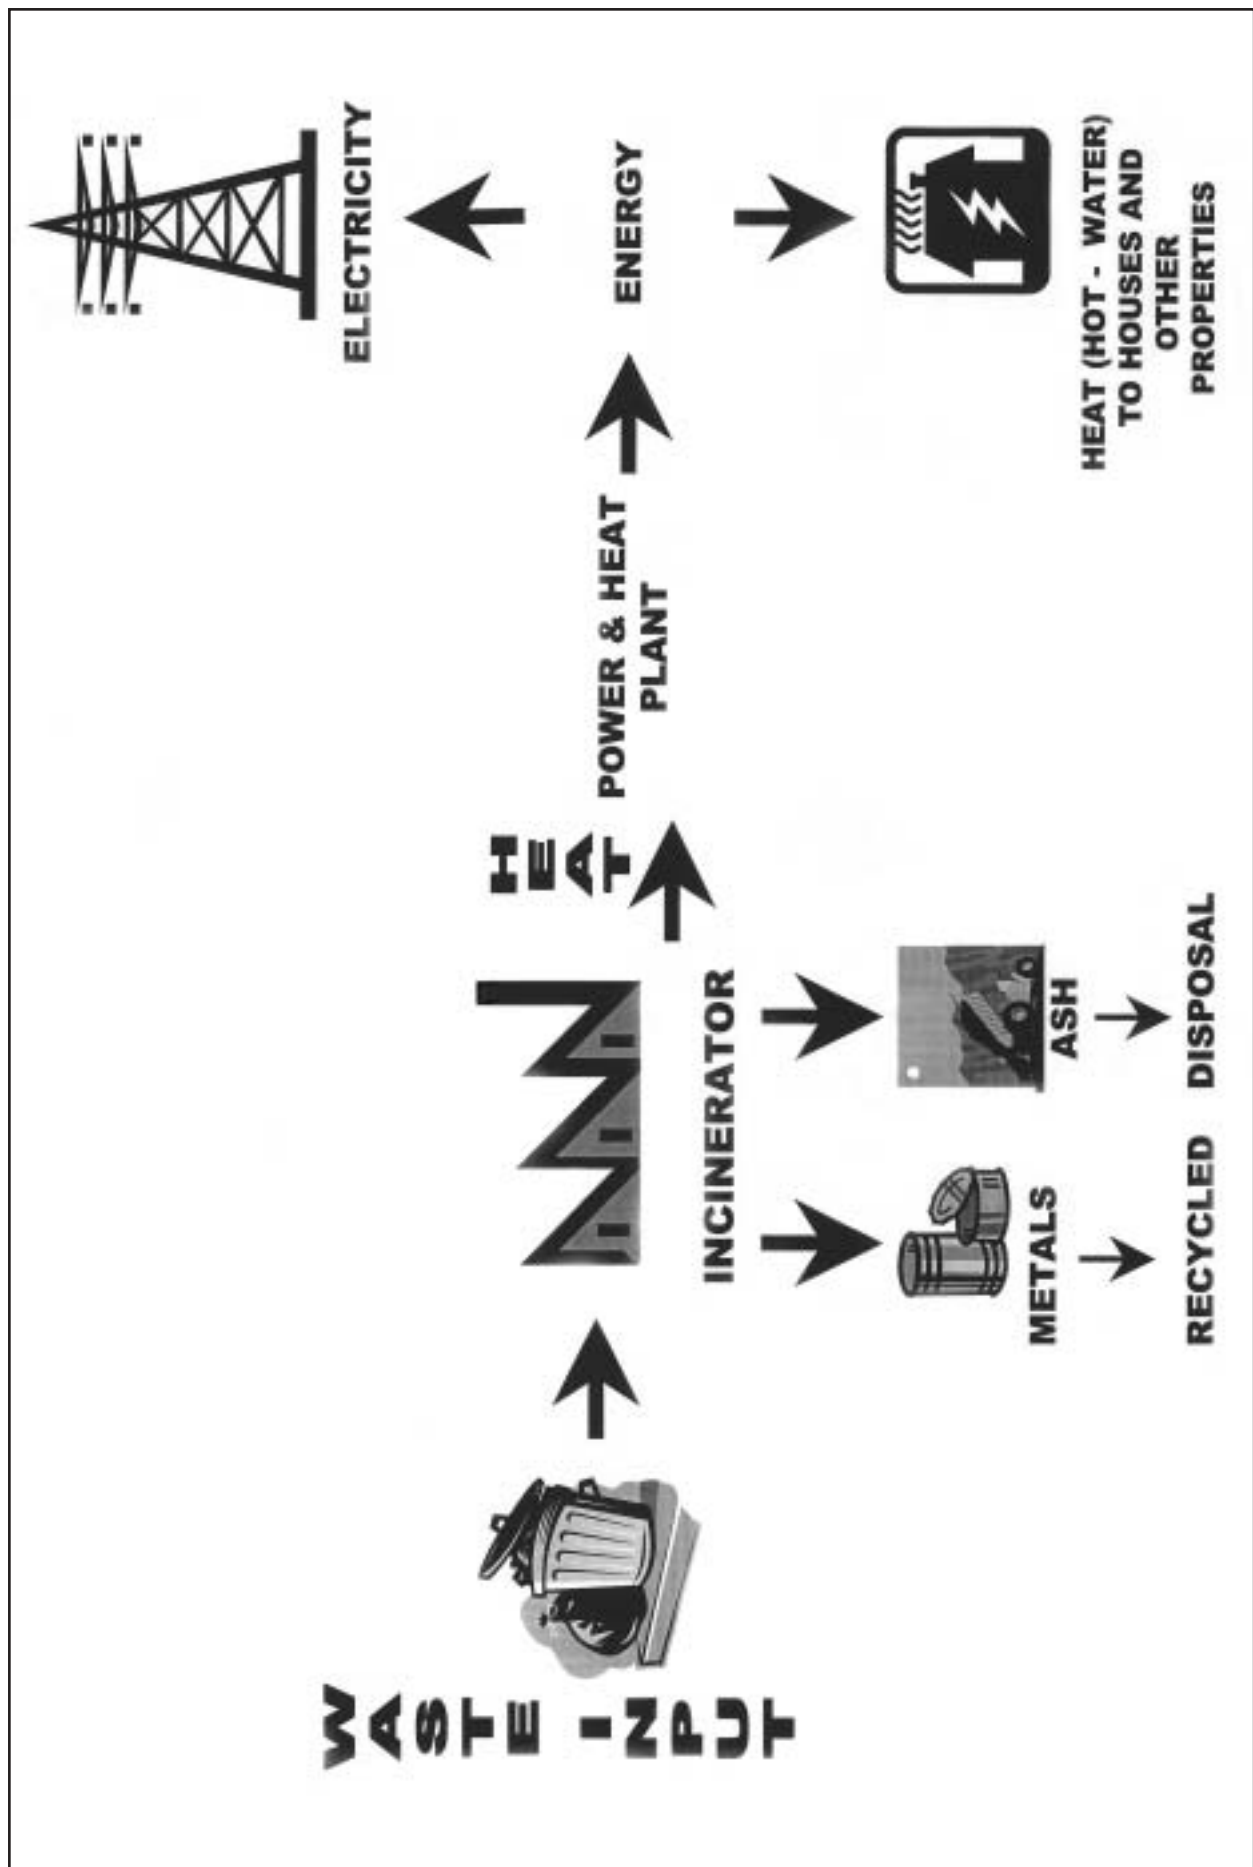 WASTE INPUT
INCINERATOR
HEAT
METALS
RECYCLED
ASH
DISPOSAL
POWER & HEAT
PLANT
ENERGY
ELECTRICITY
HEAT (HOT - WATER)
TO HOUSES AND
OTHER
PROPERTIES